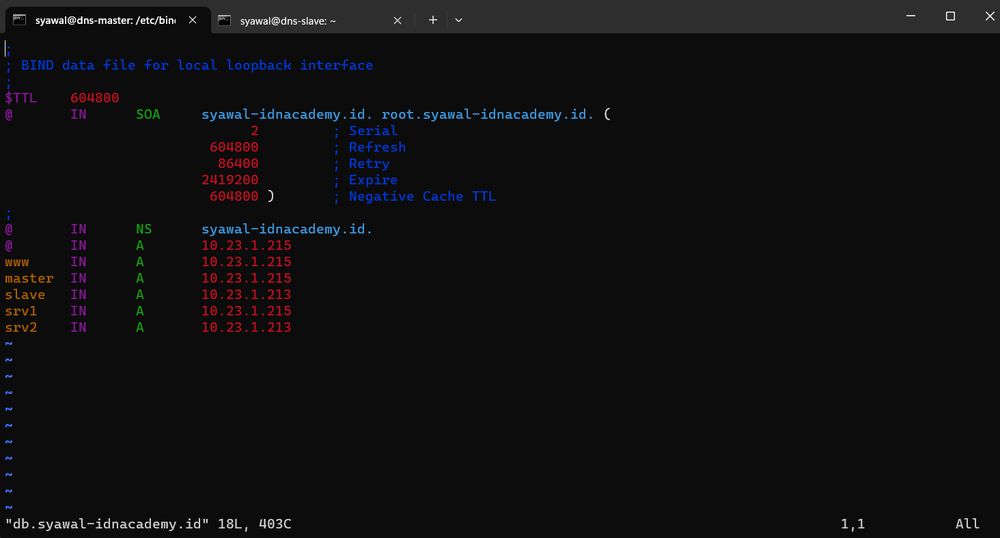 syawal@dns-master: /etc/bin
syawal@dns-slave: ~
;
; BIND data file for local loopback interface
;
$TTL    604800
@       IN      SOA     syawal-idnacademy.id. root.syawal-idnacademy.id. (
                              2         ; Serial
                         604800         ; Refresh
                          86400         ; Retry
                        2419200         ; Expire
                         604800 )       ; Negative Cache TTL
;
@       IN      NS      syawal-idnacademy.id.
@       IN      A       10.23.1.215
www     IN      A       10.23.1.215
master  IN      A       10.23.1.215
slave   IN      A       10.23.1.213
srv1    IN      A       10.23.1.215
srv2    IN      A       10.23.1.213
~
~
~
~
~
~
~
~
~
~
~
"db.syawal-idnacademy.id" 18L, 403C                                                                   1,1           All